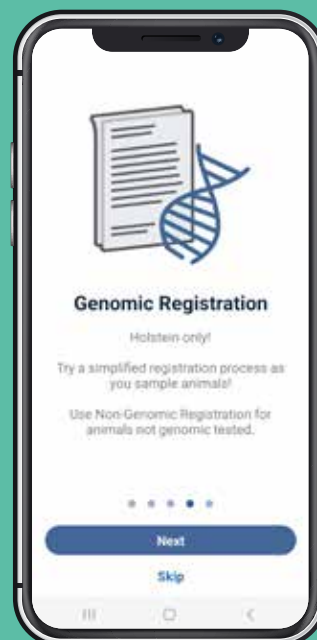 Genomic Registration
Holstein only!
Try a simplified registration process as
you sample animals!
Use Non-Genomic Registration for
animals not genomic tested.
Next
Skip